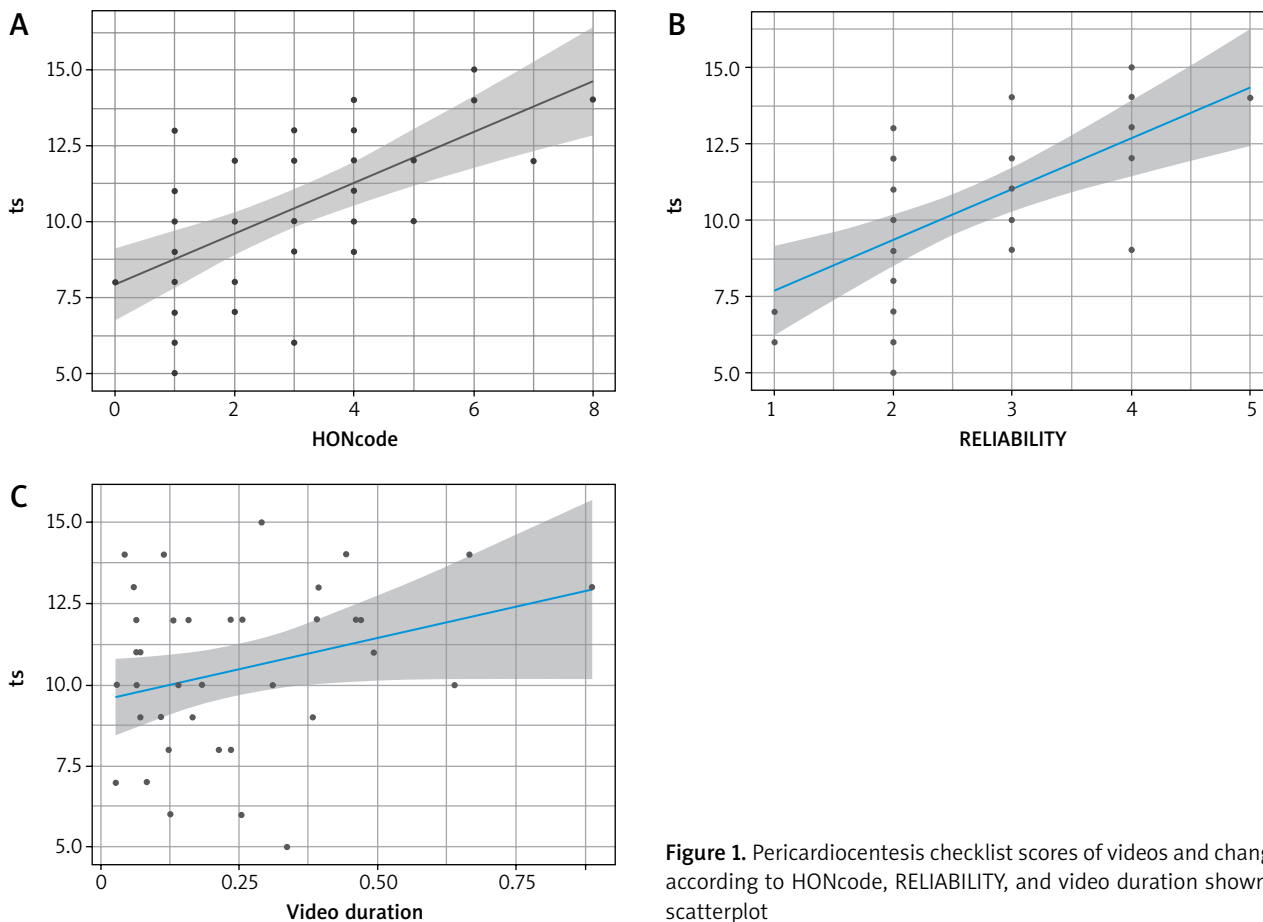 A
15.0
12.5
10.0
7.5
5.0
ts
0 2 4 6 8
HONcode
B
15.0
12.5
10.0
7.5
5.0
ts
1 2 3 4 5
RELIABILITY
C
15.0
12.5
10.0
7.5
5.0
ts
0 0.25 0.50 0.75
Video duration
Figure 1. Pericardiocentesis checklist scores of videos and chang
according to HONcode, RELIABILITY, and video duration shown
scatterplot